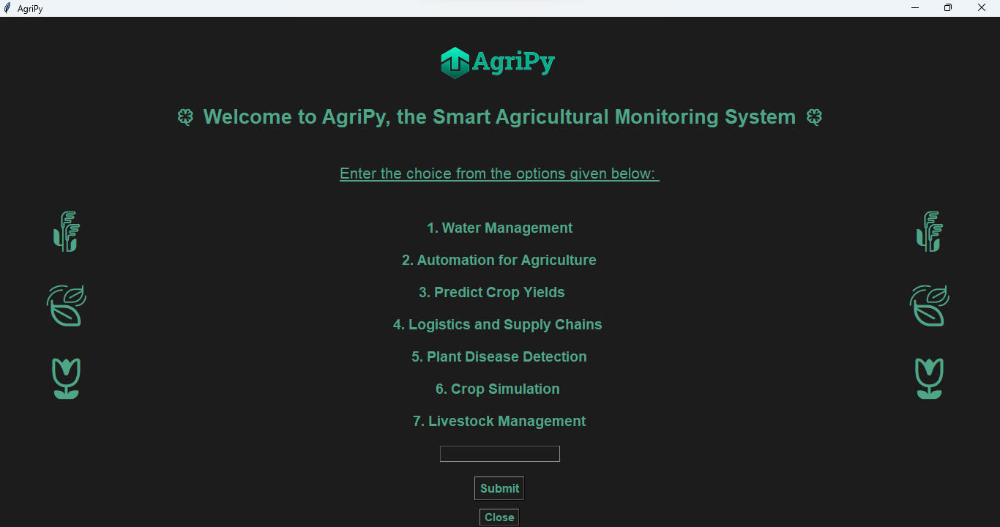 AgriPy
AgriPy
Welcome to AgriPy, the Smart Agricultural Monitoring System
Enter the choice from the options given below:
1. Water Management
2. Automation for Agriculture
3. Predict Crop Yields
4. Logistics and Supply Chains
5. Plant Disease Detection
6. Crop Simulation
7. Livestock Management
Submit
Close